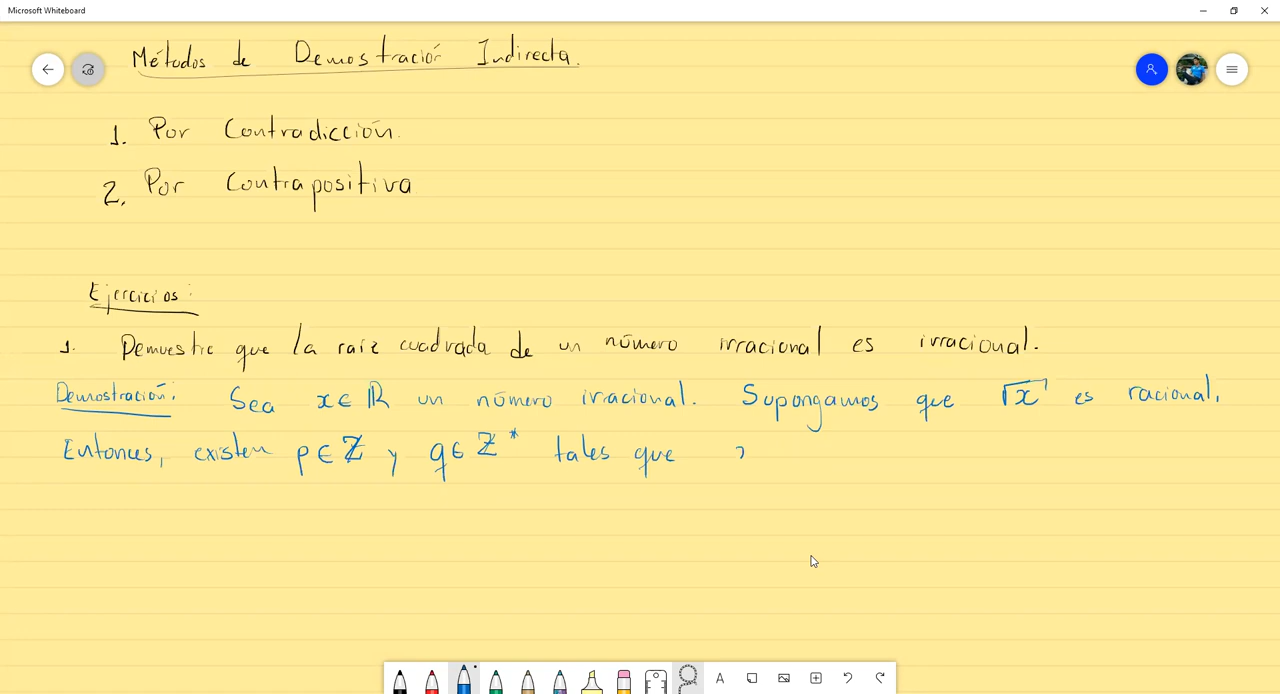 Microsoft Whiteboard
Métodos de Demostración Indirecta.
1. Por Contradicción.
2. Por Contrapositiva.
Ejercicios:
1. Demuestre que la raíz cuadrada de un número irracional es irracional.
Demostración: Sea x ∈ ℝ un número irracional. Supongamos que √x es racional.
Entonces, existen p ∈ ℤ y q ∈ ℤ* tales que
A